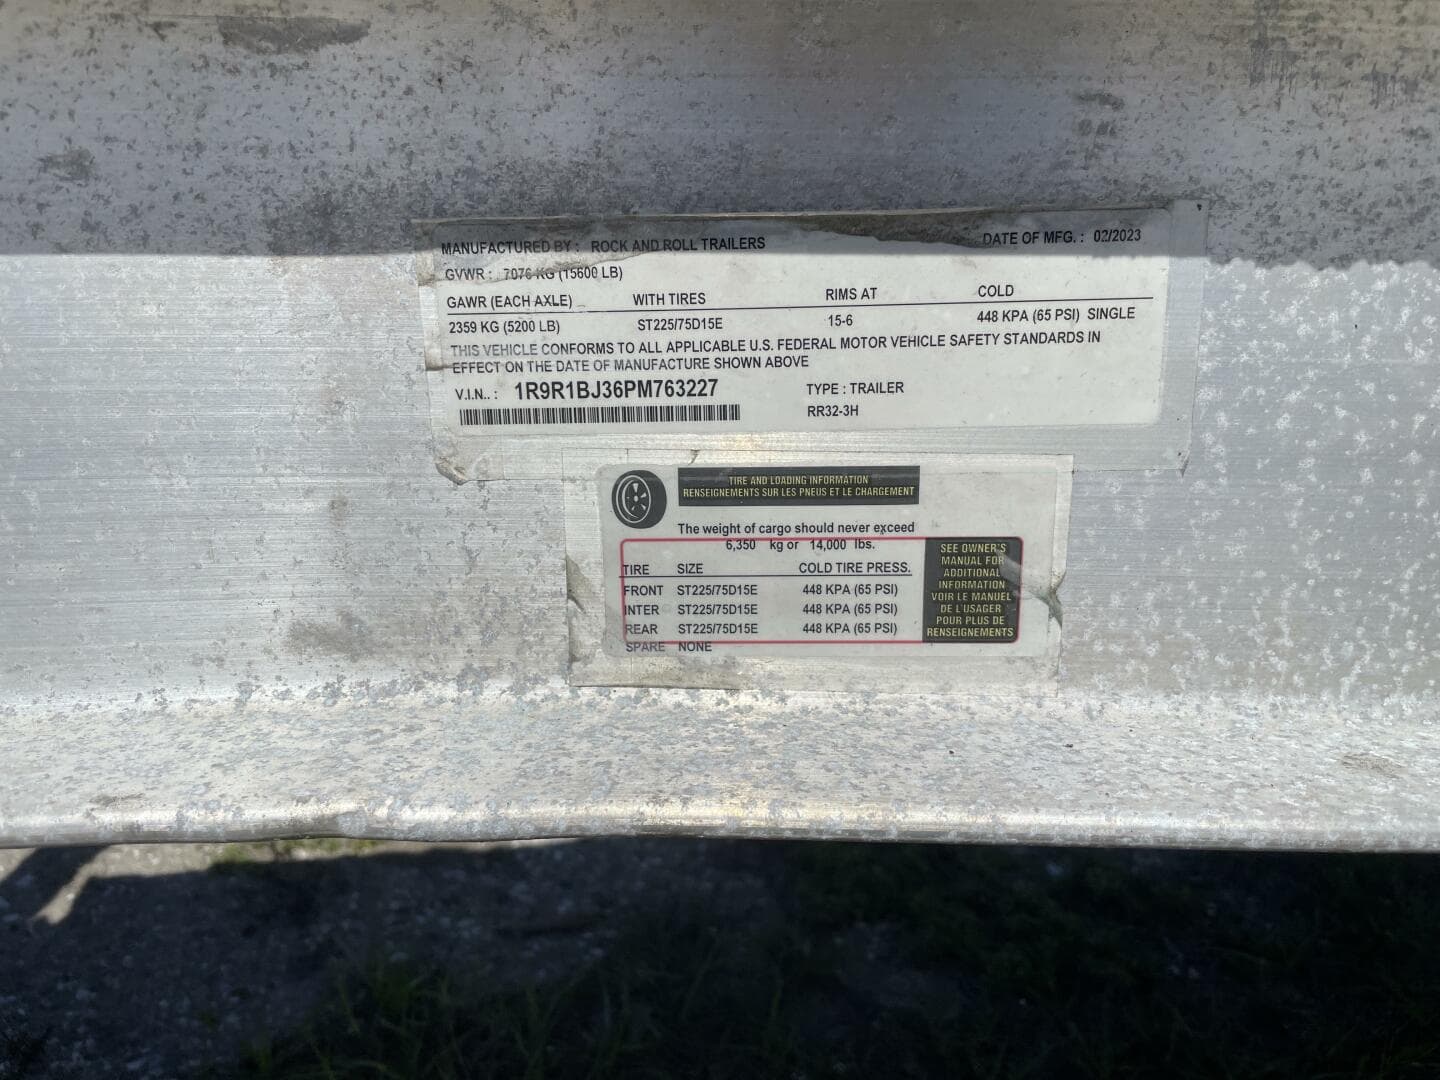 MANUFACTURED BY : ROCK AND ROLL TRAILERS DATE OF MFG. : 02/2023
GVWR : 7076 KG (15600 LB)
GAWR (EACH AXLE) WITH TIRES RIMS AT COLD
2359 KG (5200 LB) ST225/75D15E 15-6 448 KPA (65 PSI) SINGLE
THIS VEHICLE CONFORMS TO ALL APPLICABLE U.S. FEDERAL MOTOR VEHICLE SAFETY STANDARDS IN
EFFECT ON THE DATE OF MANUFACTURE SHOWN ABOVE
V.I.N.. : 1R9R1BJ36PM763227 TYPE : TRAILER
RR32-3H
TIRE AND LOADING INFORMATION
RENSEIGNEMENTS SUR LES PNEUS ET LE CHARGEMENT
The weight of cargo should never exceed
6,350 kg or 14,000 lbs.
TIRE SIZE COLD TIRE PRESS.
FRONT ST225/75D15E 448 KPA (65 PSI)
INTER ST225/75D15E 448 KPA (65 PSI)
REAR ST225/75D15E 448 KPA (65 PSI)
SPARE NONE
SEE OWNER'S
MANUAL FOR
ADDITIONAL
INFORMATION
VOIR LE MANUEL
DE L'USAGER
POUR PLUS DE
RENSEIGNEMENTS